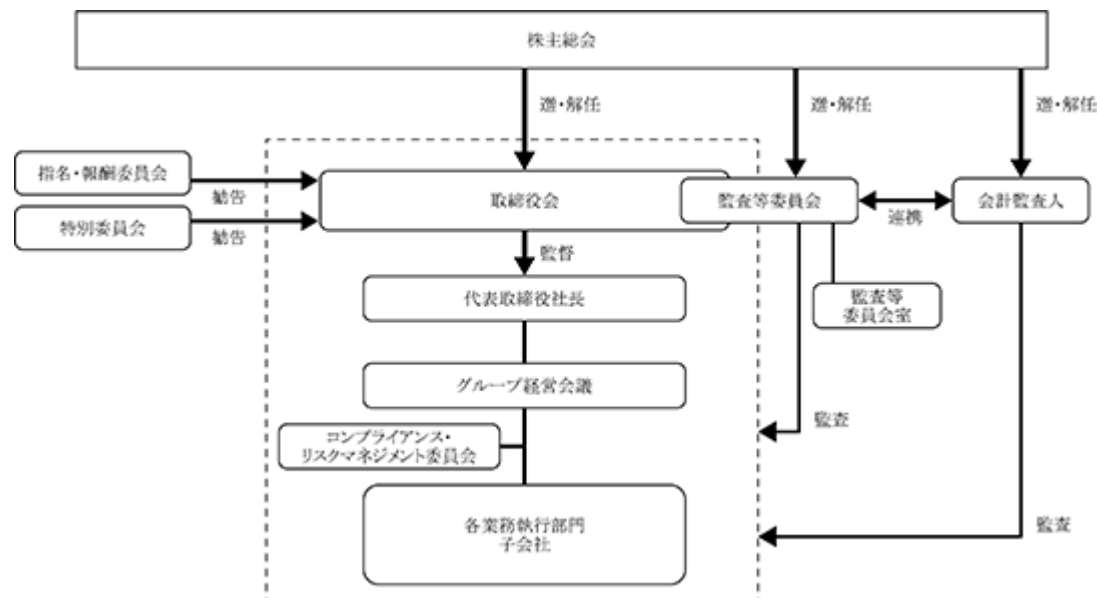 株主総会
選・解任
選・解任
選・解任
指名・報酬委員会
勧告
特別委員会
勧告
取締役会
監査等委員会
連携
会計監査人
監督
代表取締役社長
監査等
委員会室
グループ経営会議
監査
コンプライアンス・
リスクマネジメント委員会
各業務執行部門
子会社
監査